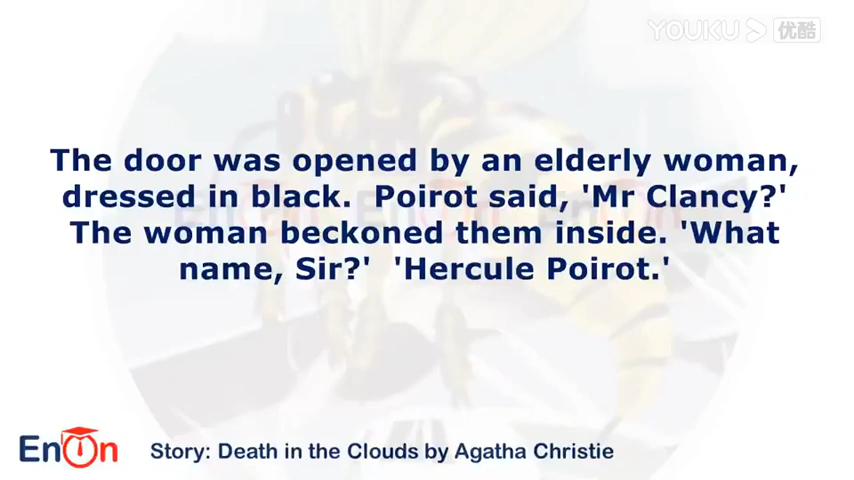 YOUKU 优酷
The door was opened by an elderly woman,
dressed in black.  Poirot said, 'Mr Clancy?'
The woman beckoned them inside. 'What
name, Sir?'  'Hercule Poirot.'
EnOn
Story: Death in the Clouds by Agatha Christie